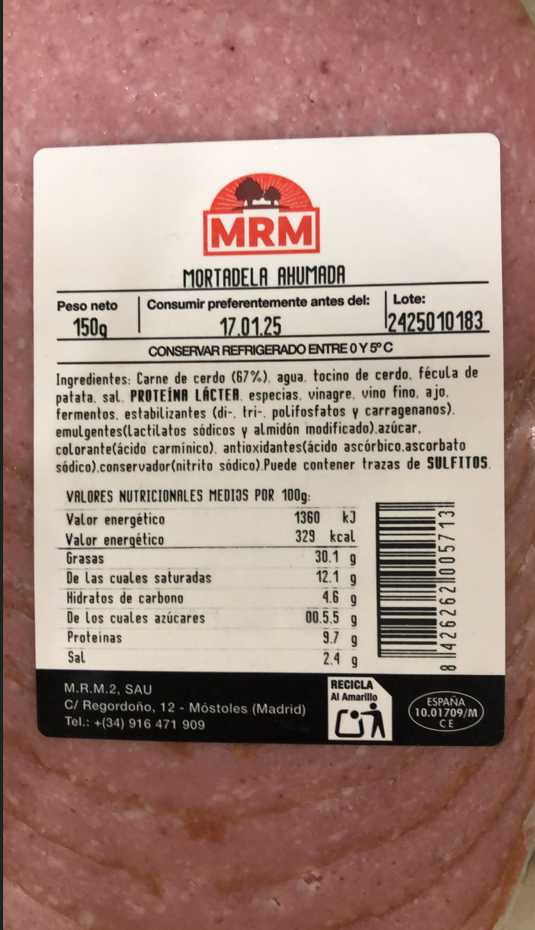 MRM
MORTADELA AHUMADA
Peso neto
150g
Consumir preferentemente antes del:
17.01.25
Lote:
2425010183
CONSERVAR REFRIGERADO ENTRE 0 Y 5º C
Ingredientes: Carne de cerdo (67%), agua, tocino de cerdo, fécula de
patata, sal, PROTEÍNA LÁCTEA, especias, vinagre, vino fino, ajo,
fermentos, estabilizantes (di-, tri-, polifosfatos y carragenanos),
emulgentes(lactilatos sódicos y almidón modificado),azúcar,
colorante(ácido carmínico), antioxidantes(ácido ascórbico,ascorbato
sódico),conservador(nitrito sódico).Puede contener trazas de SULFITOS.
VALORES NUTRICIONALES MEDIOS POR 100g:
Valor energético 1360 kJ
Valor energético 329 kcal
Grasas 30.1 g
De las cuales saturadas 12.1 g
Hidratos de carbono 4.6 g
De los cuales azúcares 00.5.5 g
Proteinas 9.7 g
Sal 2.4 g
8 426262 005713
M.R.M.2, SAU
C/ Regordoño, 12 - Móstoles (Madrid)
Tel.: +(34) 916 471 909
RECICLA
Al Amarillo
ESPAÑA
10.01709/M
C E